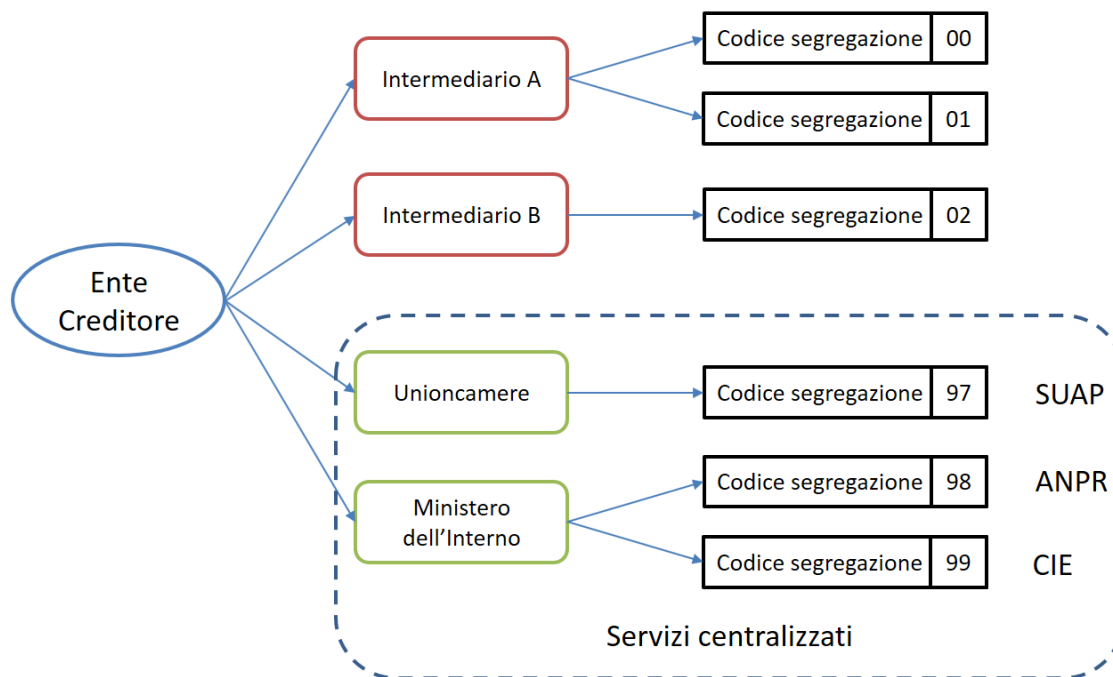 Codice segregazione 00
Intermediario A
Codice segregazione 01
Intermediario B
Codice segregazione 02
Ente
Creditore
Unioncamere
Codice segregazione 97 SUAP
Ministero
dell'Interno
Codice segregazione 98 ANPR
Codice segregazione 99 CIE
Servizi centralizzati